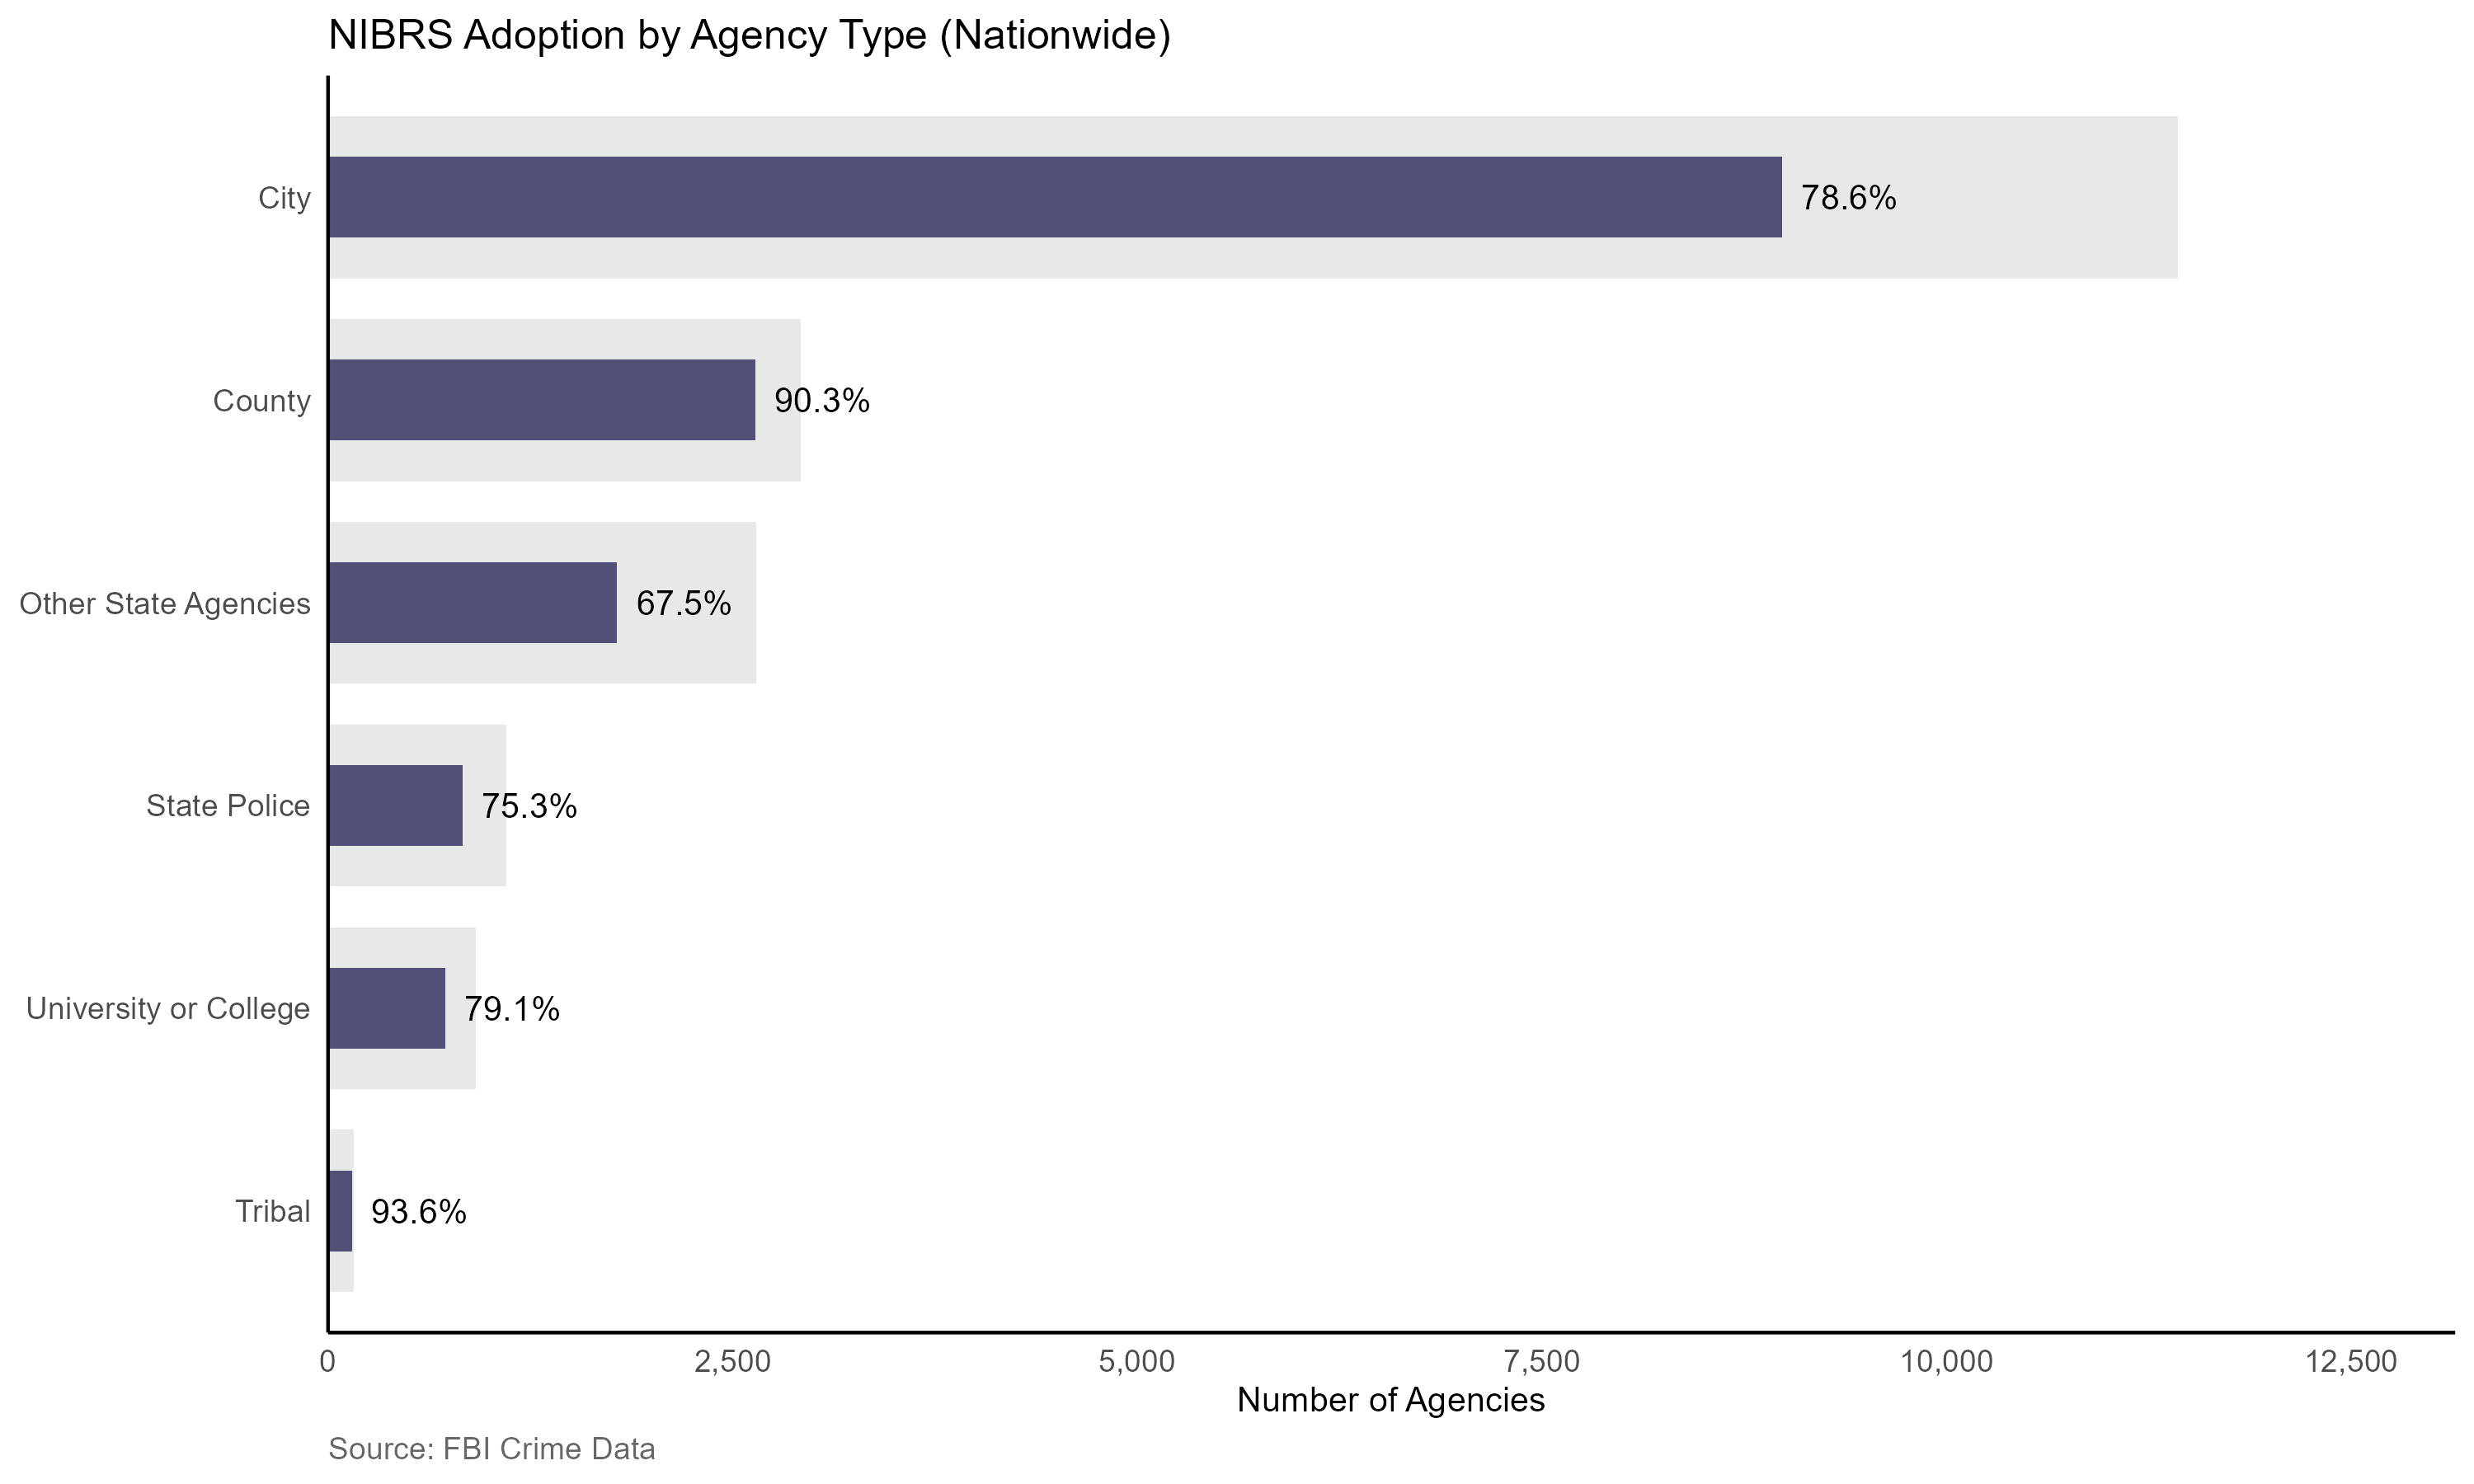 NIBRS Adoption by Agency Type (Nationwide)
City
78.6%
County
90.3%
Other State Agencies
67.5%
State Police
75.3%
University or College
79.1%
Tribal
93.6%
0
2,500
5,000
7,500
10,000
12,500
Number of Agencies
Source: FBI Crime Data